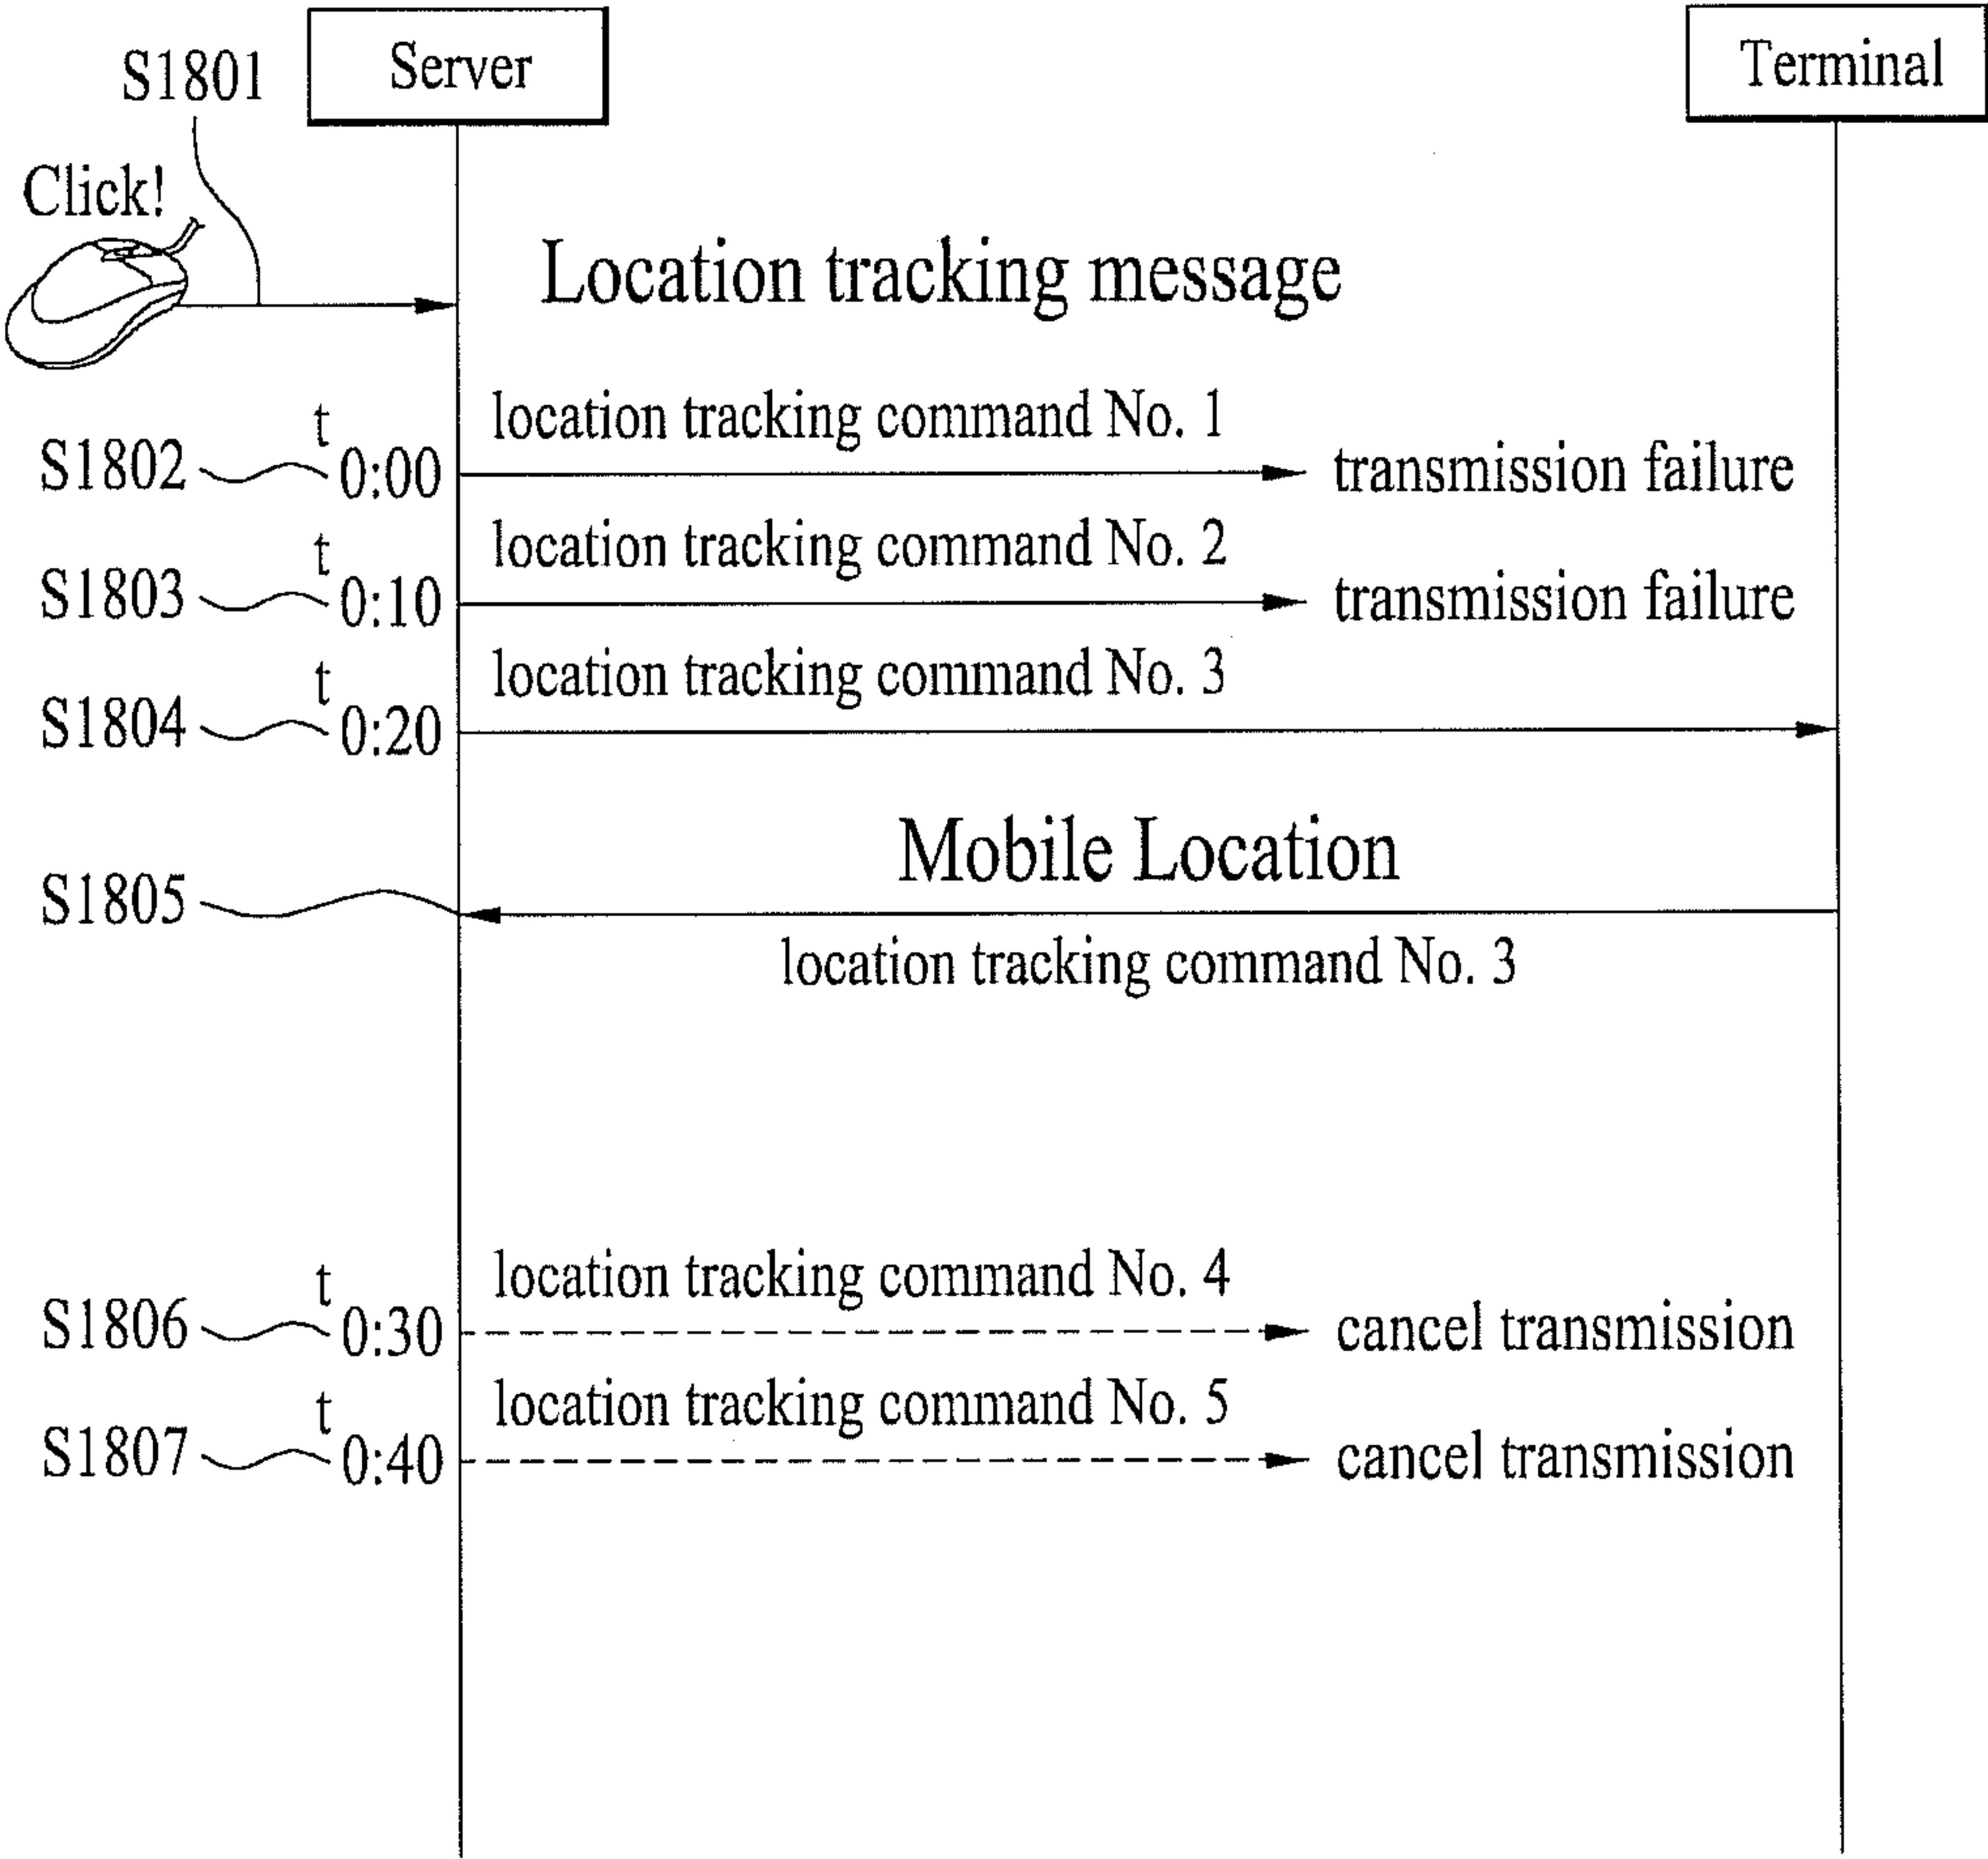 Server
Terminal
S1801
Click!
Location tracking message
location tracking command No. 1
t
S1802
0:00
transmission failure
location tracking command No. 2
t
S1803
0:10
transmission failure
location tracking command No. 3
t
S1804
0:20
Mobile Location
S1805
location tracking command No. 3
location tracking command No. 4
t
S1806
0:30
cancel transmission
location tracking command No. 5
t
S1807
0:40
cancel transmission